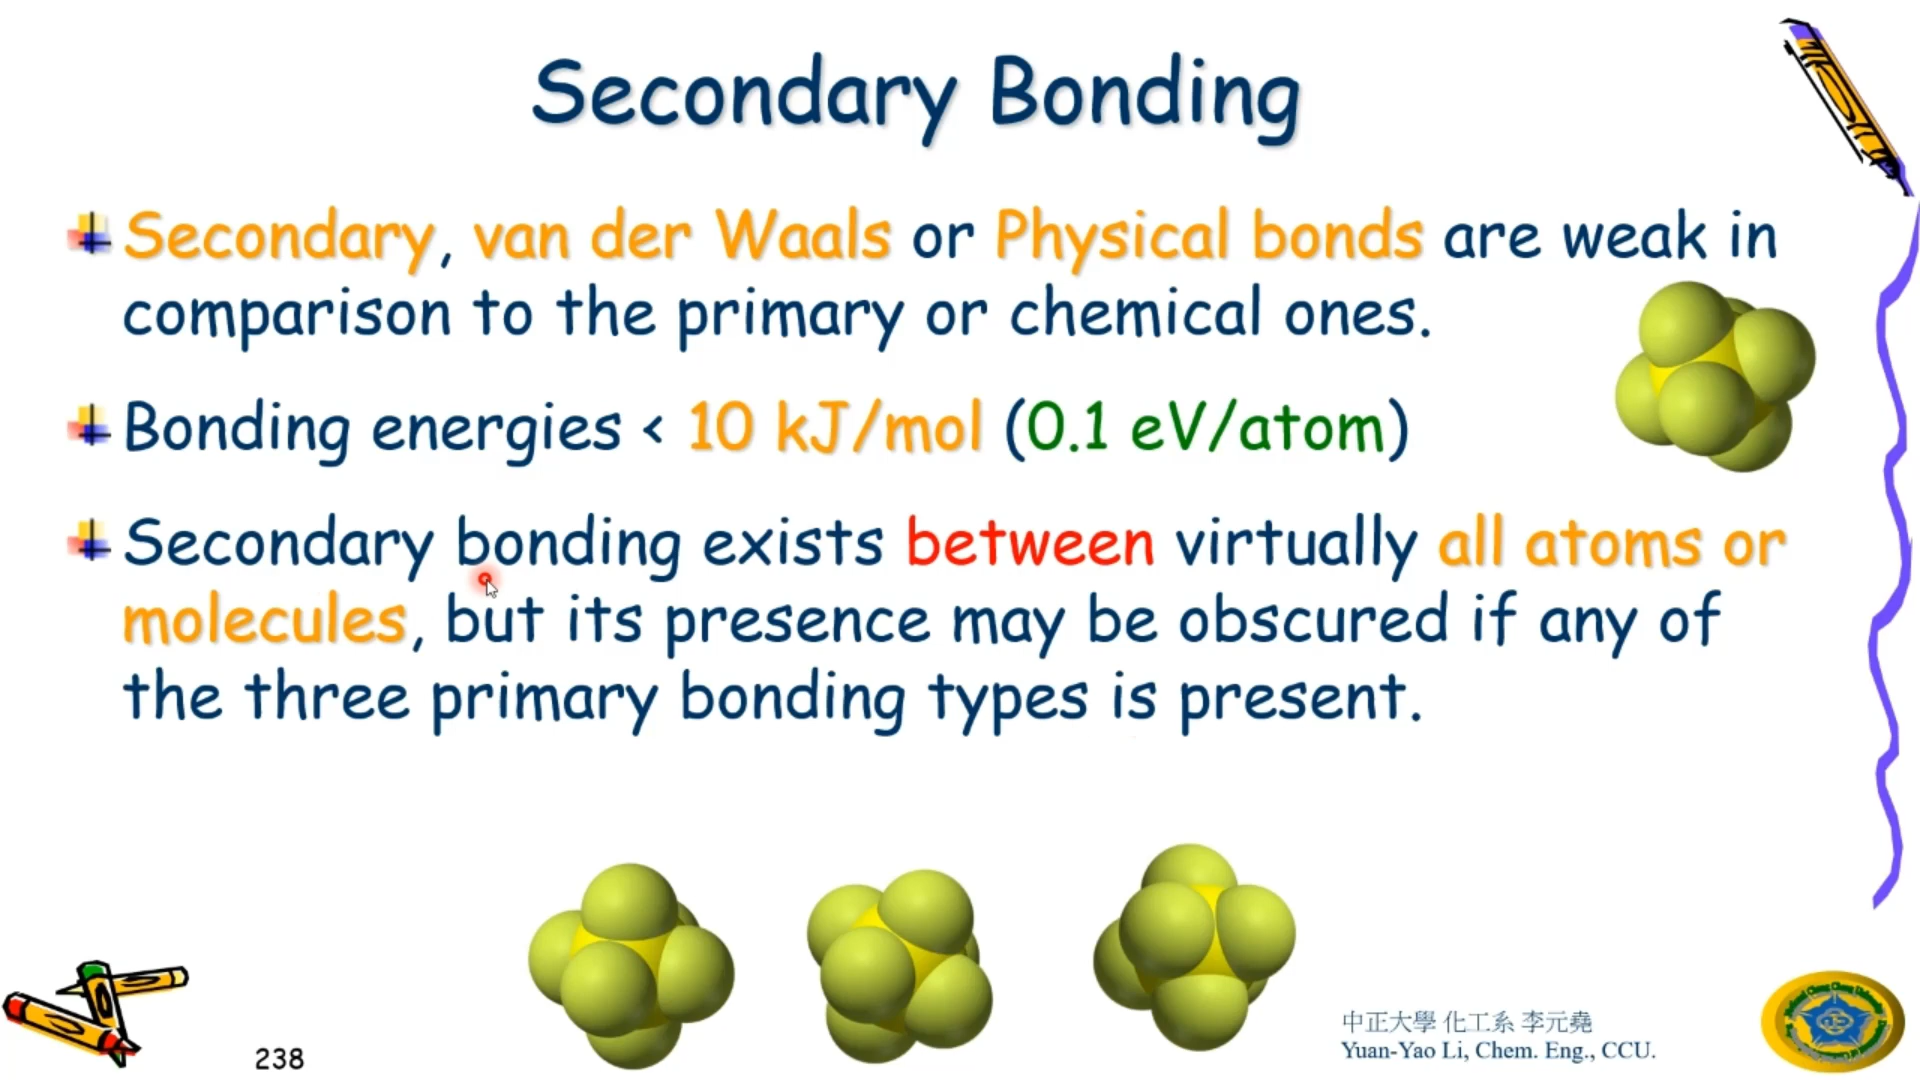 Secondary Bonding
Secondary, van der Waals or Physical bonds are weak in
comparison to the primary or chemical ones.
Bonding energies < 10 kJ/mol (0.1 eV/atom)
Secondary bonding exists between virtually all atoms or
molecules, but its presence may be obscured if any of
the three primary bonding types is present.
238
中正大學 化工系 李元堯
Yuan-Yao Li, Chem. Eng., CCU.